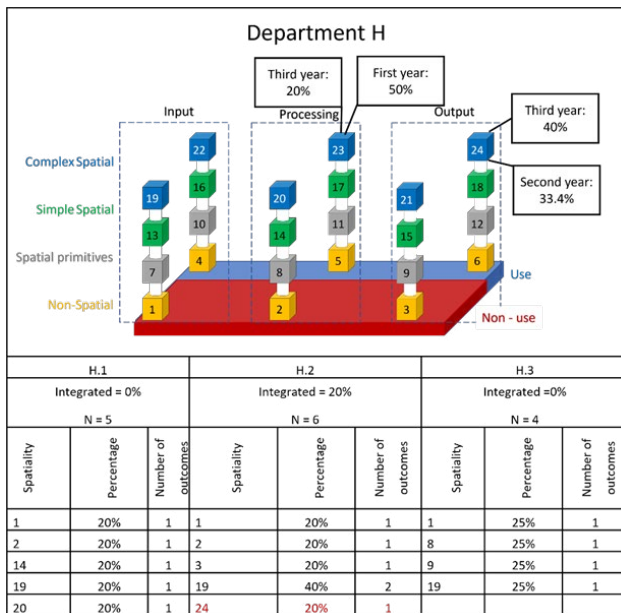 Department H
Third year:
20%
First year:
50%
Input
Processing
Output
Third year:
40%
Complex Spatial
22
23
24
Second year:
33.4%
19
16
20
17
21
18
Simple Spatial
13
10
14
11
15
12
Spatial primitives
7
4
8
5
9
6
Use
Non-Spatial
1
2
3
Non - use
H.1 H.2 H.3
Integrated = 0% Integrated = 20% Integrated =0%
N = 5 N = 6 N = 4
Spatiality Percentage Number of outcomes Spatiality Percentage Number of outcomes Spatiality Percentage Number of outcomes
1 20% 1 1 20% 1 1 25% 1
2 20% 1 2 20% 1 8 25% 1
14 20% 1 3 20% 1 9 25% 1
19 20% 1 19 40% 2 19 25% 1
20 20% 1 24 20% 1